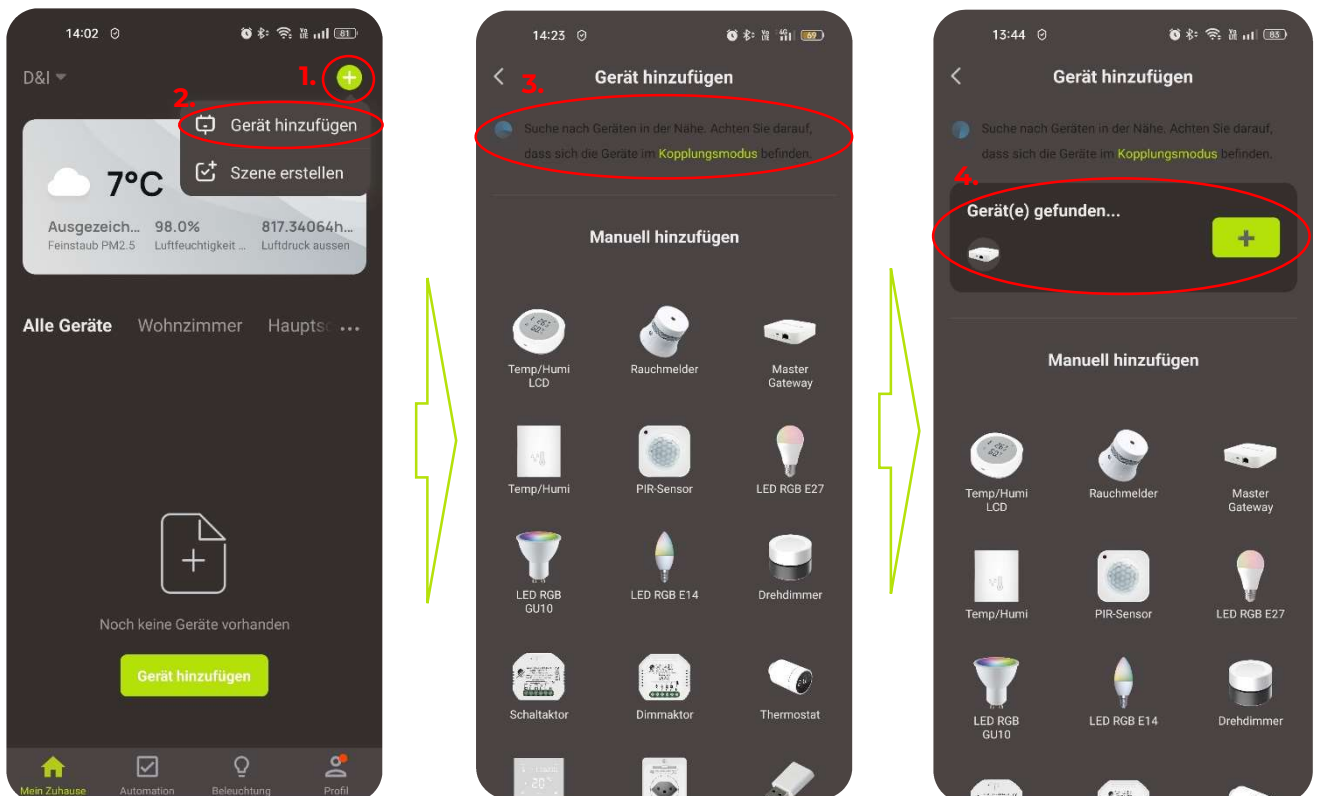 14:02
81
D&I
1.
2.
Gerät hinzufügen
Szene erstellen
7°C
Ausgezeich... 98.0% 817.34064h...
Feinstaub PM2.5 Luftfeuchtigkeit ... Luftdruck aussen
Alle Geräte Wohnzimmer Hauptsc ...
Noch keine Geräte vorhanden
Gerät hinzufügen
Mein Zuhause Automation Beleuchtung Profil
14:23
69
3.
Gerät hinzufügen
Suche nach Geräten in der Nähe. Achten Sie darauf,
dass sich die Geräte im Kopplungsmodus befinden.
Manuell hinzufügen
Temp/Humi
LCD
Rauchmelder
Master
Gateway
Temp/Humi
PIR-Sensor
LED RGB E27
LED RGB
GU10
LED RGB E14
Drehdimmer
Schaltaktor
Dimmaktor
Thermostat
13:44
83
Gerät hinzufügen
Suche nach Geräten in der Nähe. Achten Sie darauf,
dass sich die Geräte im Kopplungsmodus befinden.
4.
Gerät(e) gefunden...
+
Manuell hinzufügen
Temp/Humi
LCD
Rauchmelder
Master
Gateway
Temp/Humi
PIR-Sensor
LED RGB E27
LED RGB
GU10
LED RGB E14
Drehdimmer